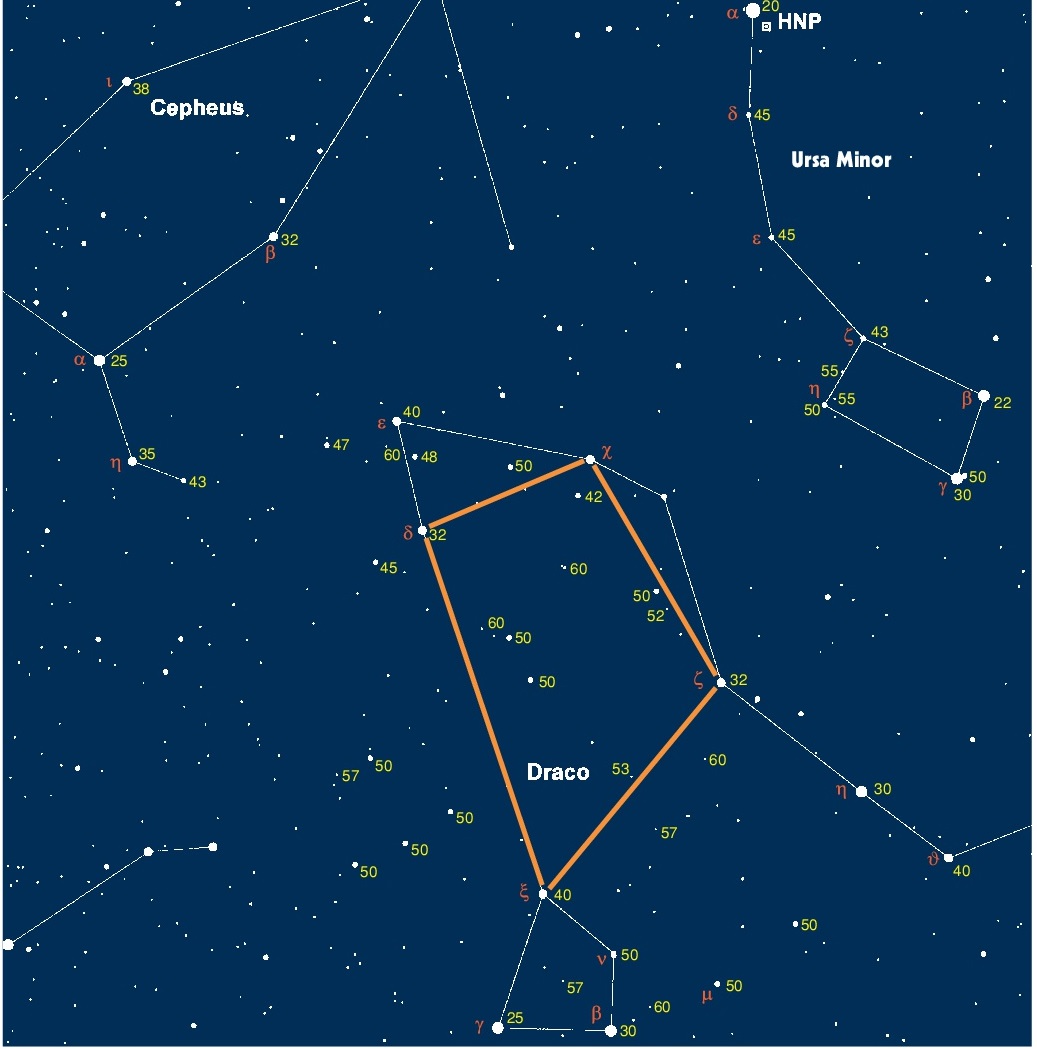 α 20
HNP
ι 38
Cepheus
δ 45
Ursa Minor
ε 45
β 32
ζ 43
α 25
55
η 55
50
β 22
ε 40
47
60 48
χ
50
η 35
γ 50
30
43
42
δ 32
45
60
50
52
60
50
ζ 32
50
60
50
57
Draco
53
η 30
50
57
50
ϑ 40
50
ξ 40
50
ν 50
57
μ 50
60
γ 25
β 30